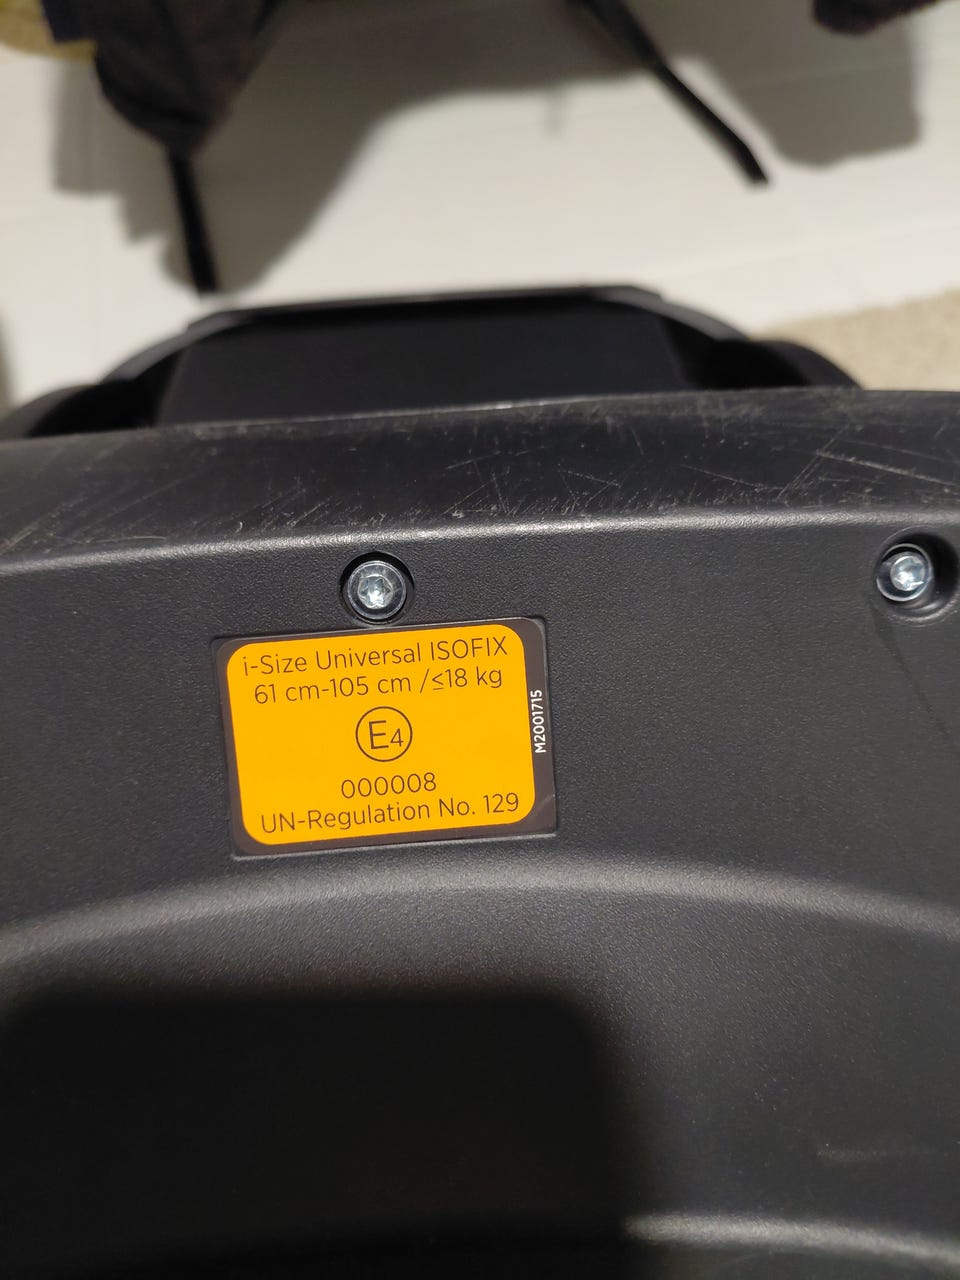 i-Size Universal ISOFIX
61 cm-105 cm /≤18 kg
E4
000008
UN-Regulation No. 129
M2001715